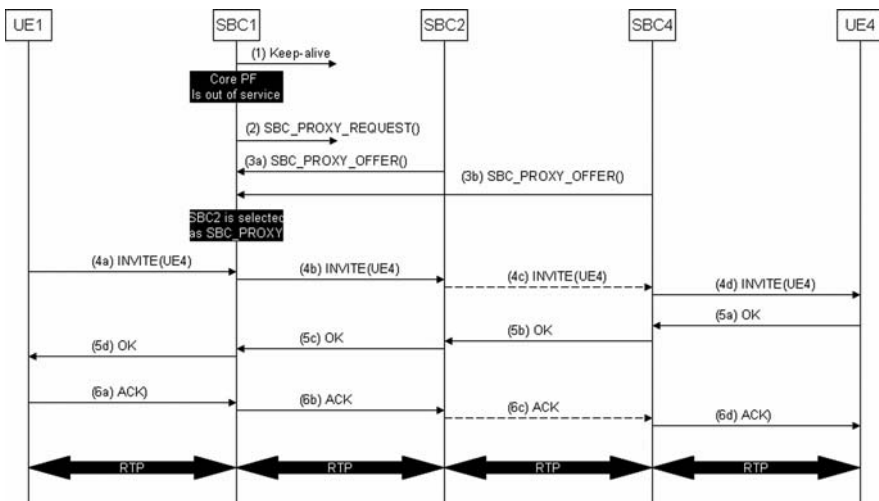 UE1 SBC1 SBC2 SBC4 UE4
(1) Keep-alive
Core PF
Is out of service
(2) SBC_PROXY_REQUEST()
(3a) SBC_PROXY_OFFER()
(3b) SBC_PROXY_OFFER()
SBC2 is selected
as SBC_PROXY
(4a) INVITE(UE4)
(4b) INVITE(UE4)
(4c) INVITE(UE4)
(4d) INVITE(UE4)
(5a) OK
(5b) OK
(5c) OK
(5d) OK
(6a) ACK)
(6b) ACK
(6c) ACK
(6d) ACK)
RTP RTP RTP RTP